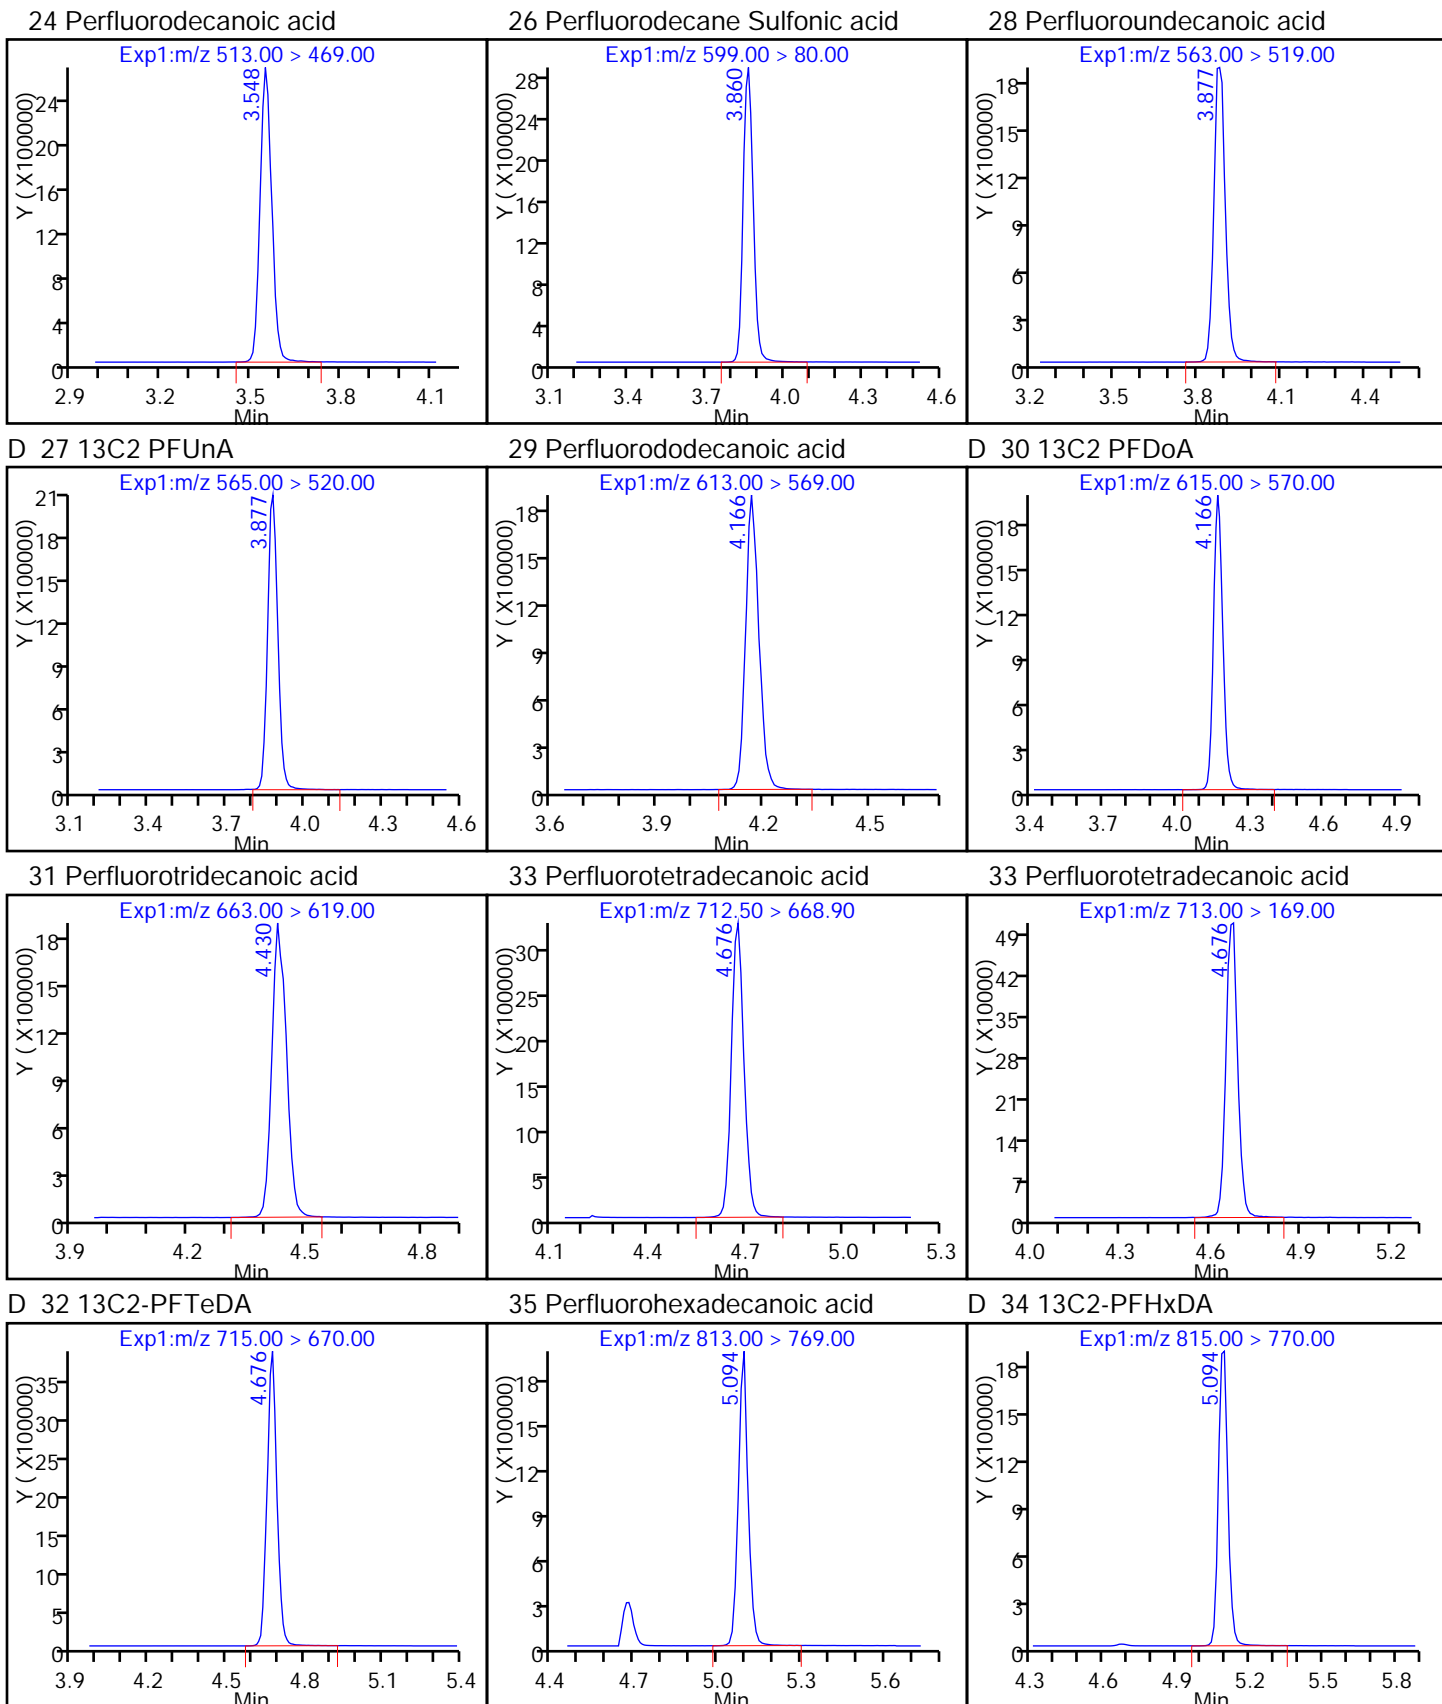 24 Perfluorodecanoic acid
Exp1:m/z 513.00 > 469.00
3.548
Y ( X100000)
24
20
16
12
8
4
0
2.9 3.2 3.5 3.8 4.1
Min
26 Perfluorodecane Sulfonic acid
Exp1:m/z 599.00 > 80.00
3.860
Y ( X100000)
28
24
20
16
12
8
4
0
3.1 3.4 3.7 4.0 4.3 4.6
Min
28 Perfluoroundecanoic acid
Exp1:m/z 563.00 > 519.00
3.877
Y ( X100000)
18
15
12
9
6
3
0
3.2 3.5 3.8 4.1 4.4
Min
D 27 13C2 PFUnA
Exp1:m/z 565.00 > 520.00
3.877
Y ( X100000)
21
18
15
12
9
6
3
0
3.1 3.4 3.7 4.0 4.3 4.6
Min
29 Perfluorododecanoic acid
Exp1:m/z 613.00 > 569.00
4.166
Y ( X100000)
18
15
12
9
6
3
0
3.6 3.9 4.2 4.5
Min
D 30 13C2 PFDoA
Exp1:m/z 615.00 > 570.00
4.166
Y ( X100000)
18
15
12
9
6
3
0
3.4 3.7 4.0 4.3 4.6 4.9
Min
31 Perfluorotridecanoic acid
Exp1:m/z 663.00 > 619.00
4.430
Y ( X100000)
18
15
12
9
6
3
0
3.9 4.2 4.5 4.8
Min
33 Perfluorotetradecanoic acid
Exp1:m/z 712.50 > 668.90
4.676
Y ( X100000)
30
25
20
15
10
5
0
4.1 4.4 4.7 5.0 5.3
Min
33 Perfluorotetradecanoic acid
Exp1:m/z 713.00 > 169.00
4.676
Y ( X100000)
49
42
35
28
21
14
7
0
4.0 4.3 4.6 4.9 5.2
Min
D 32 13C2-PFTeDA
Exp1:m/z 715.00 > 670.00
4.676
Y ( X100000)
35
30
25
20
15
10
5
0
3.9 4.2 4.5 4.8 5.1 5.4
Min
35 Perfluorohexadecanoic acid
Exp1:m/z 813.00 > 769.00
5.094
Y ( X100000)
18
15
12
9
6
3
0
4.4 4.7 5.0 5.3 5.6
Min
D 34 13C2-PFHxDA
Exp1:m/z 815.00 > 770.00
5.094
Y ( X100000)
18
15
12
9
6
3
0
4.3 4.6 4.9 5.2 5.5 5.8
Min